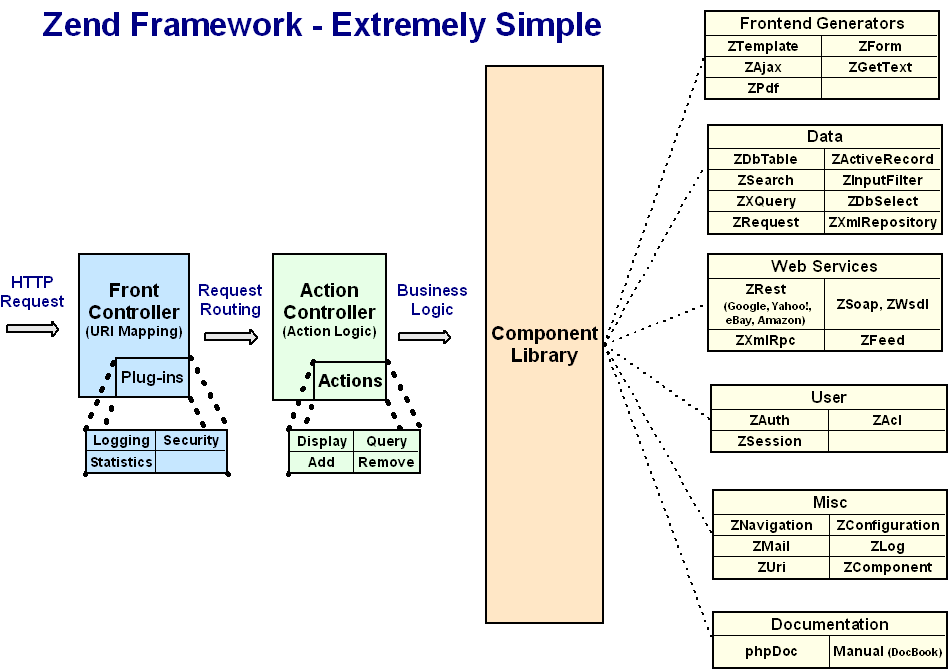 Zend Framework - Extremely Simple
HTTP
Request
Front
Controller
(URI Mapping)
Plug-ins
Logging
Security
Statistics
Request
Routing
Action
Controller
(Action Logic)
Actions
Display
Query
Add
Remove
Business
Logic
Component
Library
Frontend Generators
ZTemplate
ZForm
ZAjax
ZGetText
ZPdf
Data
ZDbTable
ZActiveRecord
ZSearch
ZInputFilter
ZXQuery
ZDbSelect
ZRequest
ZXmlRepository
Web Services
ZRest
(Google, Yahoo!,
eBay, Amazon)
ZSoap, ZWsdl
ZXmlRpc
ZFeed
User
ZAuth
ZAcl
ZSession
Misc
ZNavigation
ZConfiguration
ZMail
ZLog
ZUri
ZComponent
Documentation
phpDoc
Manual (DocBook)